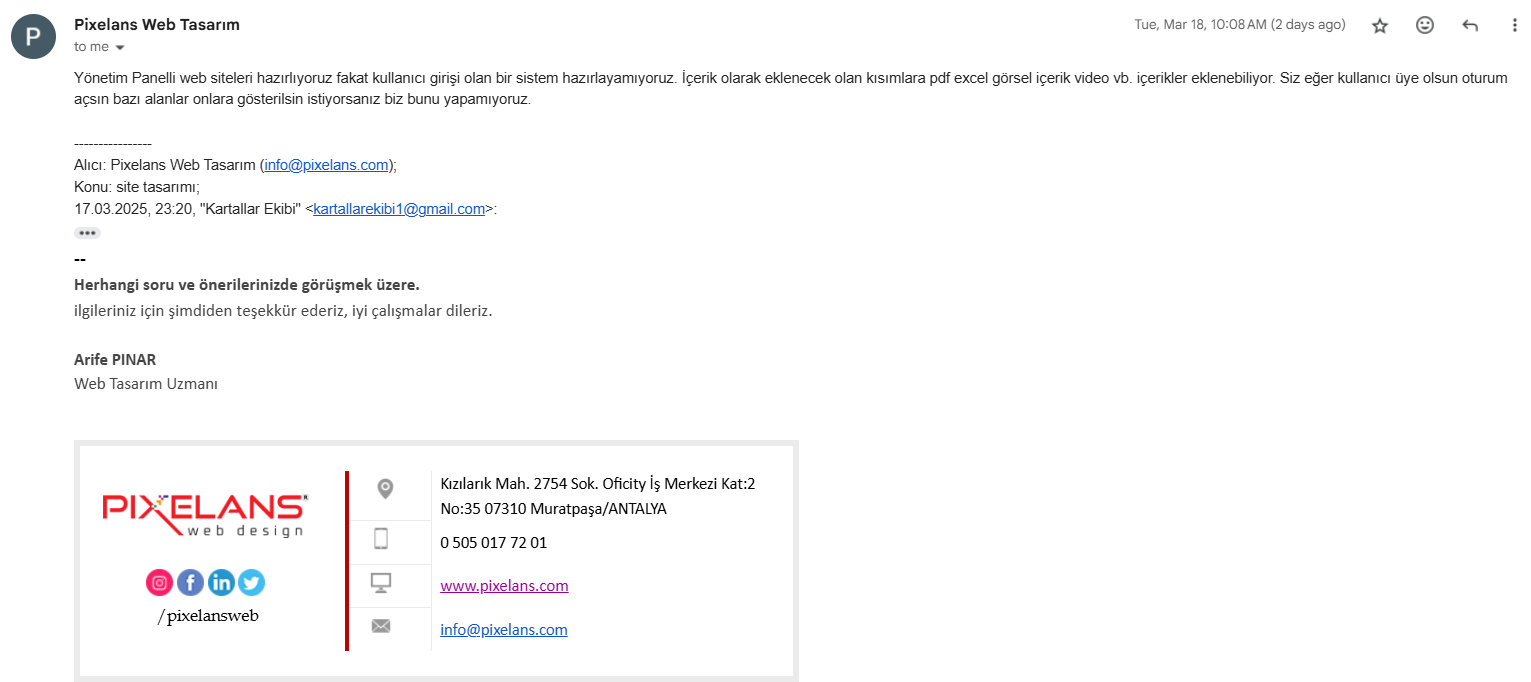 P
Pixelans Web Tasarım
Tue, Mar 18, 10:08 AM (2 days ago)
to me
Yönetim Panelli web siteleri hazırlıyoruz fakat kullanıcı girişi olan bir sistem hazırlayamıyoruz. İçerik olarak eklenecek olan kısımlara pdf excel görsel içerik video vb. içerikler eklenebiliyor. Siz eğer kullanıcı üye olsun oturum
açsın bazı alanlar onlara gösterilsin istiyorsanız biz bunu yapamıyoruz.
----------------
Alıcı: Pixelans Web Tasarım (info@pixelans.com);
Konu: site tasarımı;
17.03.2025, 23:20, "Kartallar Ekibi" <kartallarekibi1@gmail.com>:
--
Herhangi soru ve önerilerinizde görüşmek üzere.
ilgileriniz için şimdiden teşekkür ederiz, iyi çalışmalar dileriz.
Arife PINAR
Web Tasarım Uzmanı
PIXELANS®
web design
/pixelansweb
Kızılarık Mah. 2754 Sok. Oficity İş Merkezi Kat:2
No:35 07310 Muratpaşa/ANTALYA
0 505 017 72 01
www.pixelans.com
info@pixelans.com